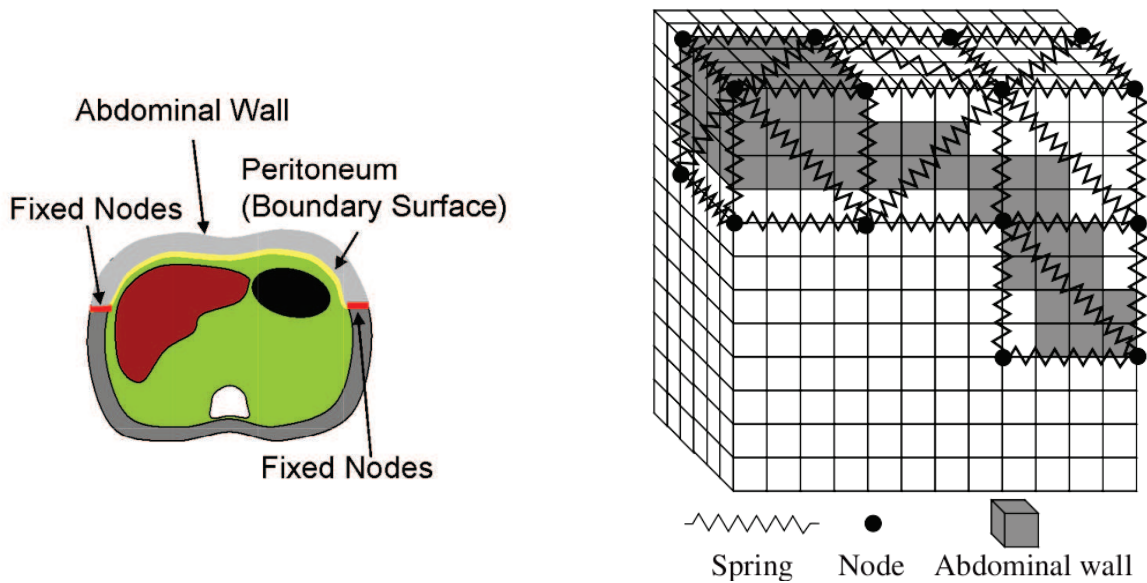 Abdominal Wall
Peritoneum
(Boundary Surface)
Fixed Nodes
Fixed Nodes
Spring
Node
Abdominal wall